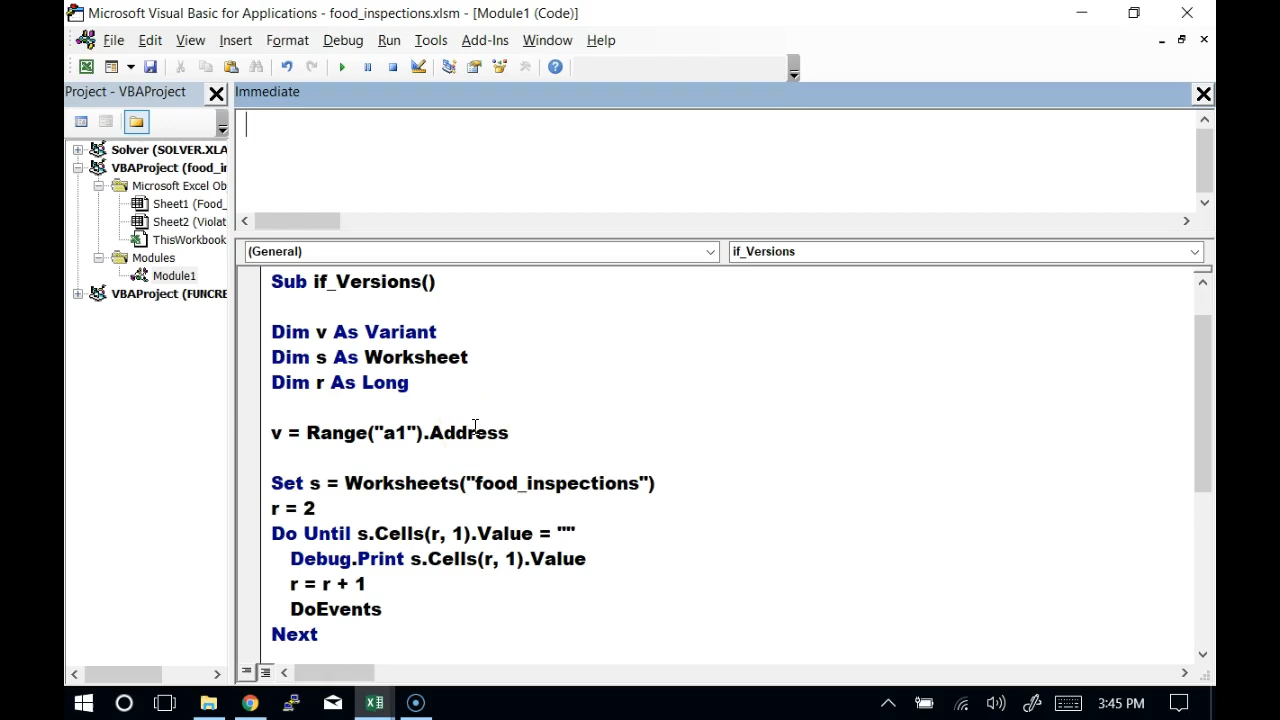 Microsoft Visual Basic for Applications - food_inspections.xlsm - [Module1 (Code)]
File Edit View Insert Format Debug Run Tools Add-Ins Window Help
Project - VBAProject
Immediate
Solver (SOLVER.XLA
VBAProject (food_in
Microsoft Excel Ob
Sheet1 (Food_
Sheet2 (Violat
ThisWorkbook
Modules
Module1
VBAProject (FUNCRE
(General)
if_Versions
Sub if_Versions()
Dim v As Variant
Dim s As Worksheet
Dim r As Long
v = Range("a1").Address
Set s = Worksheets("food_inspections")
r = 2
Do Until s.Cells(r, 1).Value = ""
Debug.Print s.Cells(r, 1).Value
r = r + 1
DoEvents
Next
3:45 PM